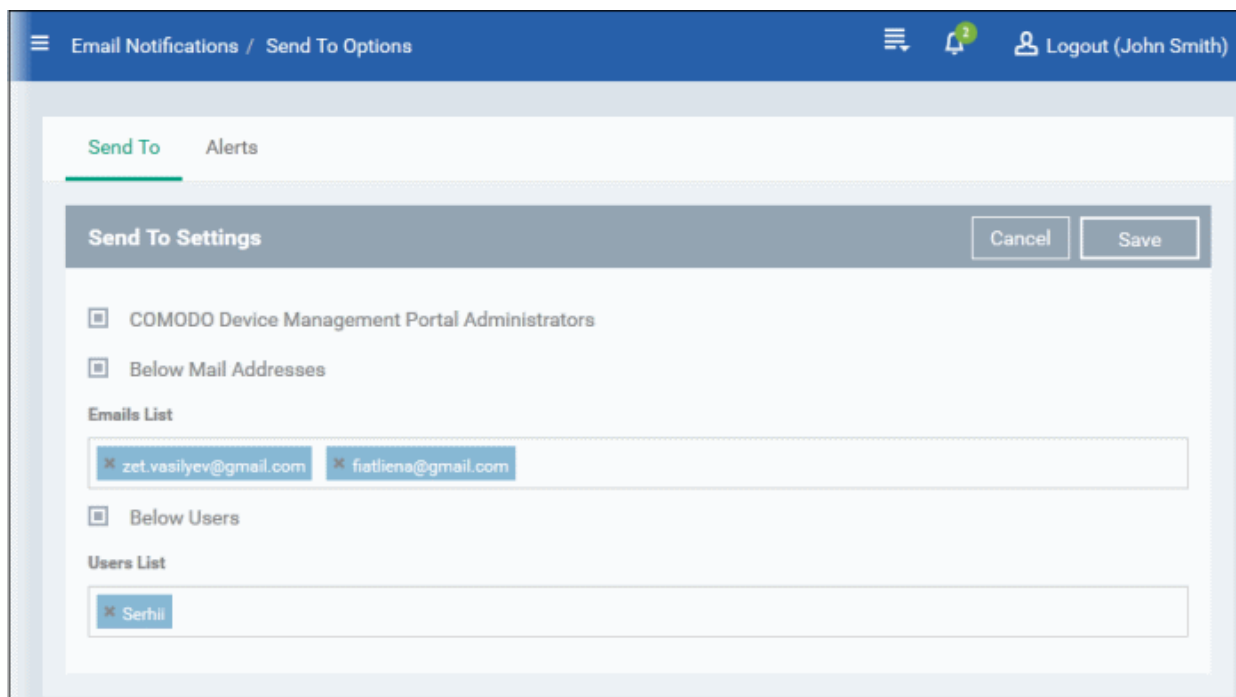 Email Notifications / Send To Options
2
Logout (John Smith)
Send To Alerts
Send To Settings
Cancel Save
COMODO Device Management Portal Administrators
Below Mail Addresses
Emails List
zet.vasilyev@gmail.com fiatliena@gmail.com
Below Users
Users List
Serhii